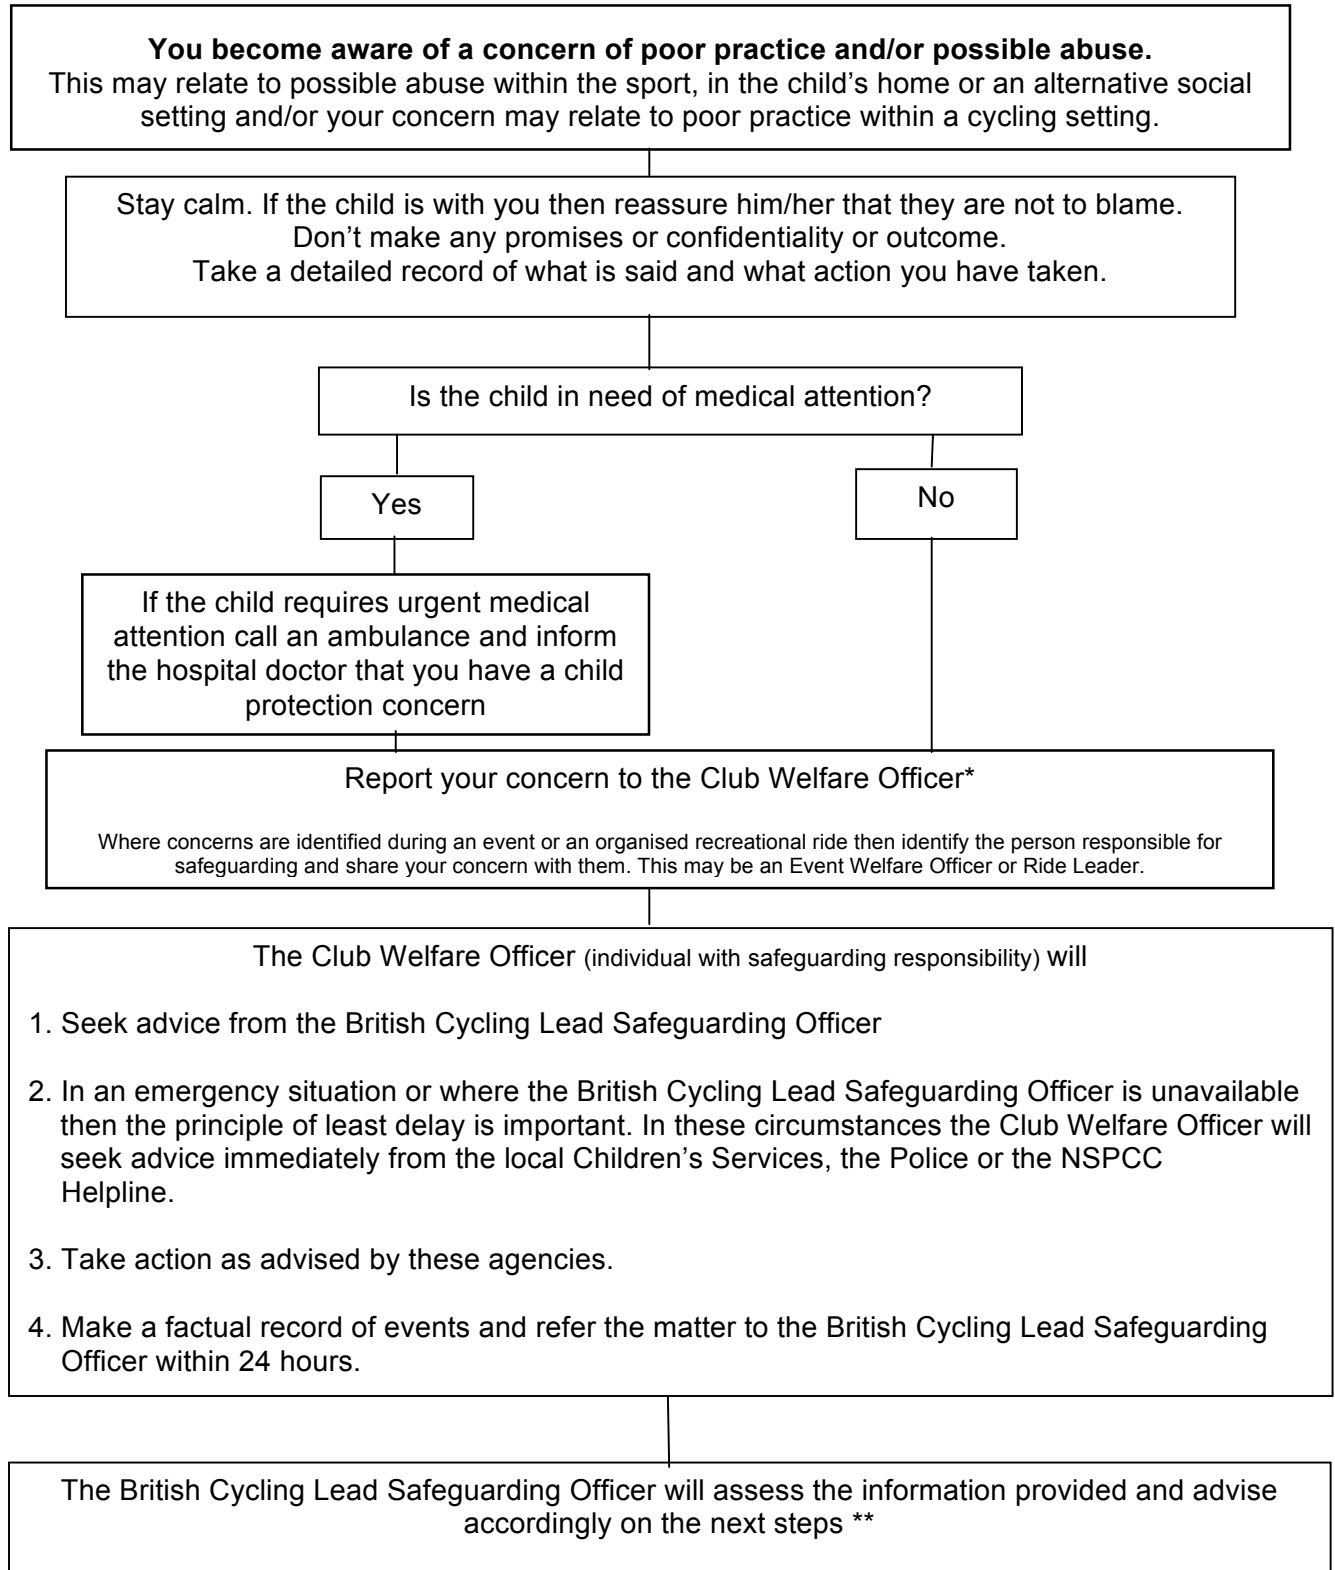 You become aware of a concern of poor practice and/or possible abuse.
This may relate to possible abuse within the sport, in the child’s home or an alternative social
setting and/or your concern may relate to poor practice within a cycling setting.
Stay calm. If the child is with you then reassure him/her that they are not to blame.
Don’t make any promises or confidentiality or outcome.
Take a detailed record of what is said and what action you have taken.
Is the child in need of medical attention?
Yes
No
If the child requires urgent medical
attention call an ambulance and inform
the hospital doctor that you have a child
protection concern
Report your concern to the Club Welfare Officer*
Where concerns are identified during an event or an organised recreational ride then identify the person responsible for
safeguarding and share your concern with them. This may be an Event Welfare Officer or Ride Leader.
The Club Welfare Officer (individual with safeguarding responsibility) will
1. Seek advice from the British Cycling Lead Safeguarding Officer
2. In an emergency situation or where the British Cycling Lead Safeguarding Officer is unavailable
then the principle of least delay is important. In these circumstances the Club Welfare Officer will
seek advice immediately from the local Children’s Services, the Police or the NSPCC
Helpline.
3. Take action as advised by these agencies.
4. Make a factual record of events and refer the matter to the British Cycling Lead Safeguarding
Officer within 24 hours.
The British Cycling Lead Safeguarding Officer will assess the information provided and advise
accordingly on the next steps **